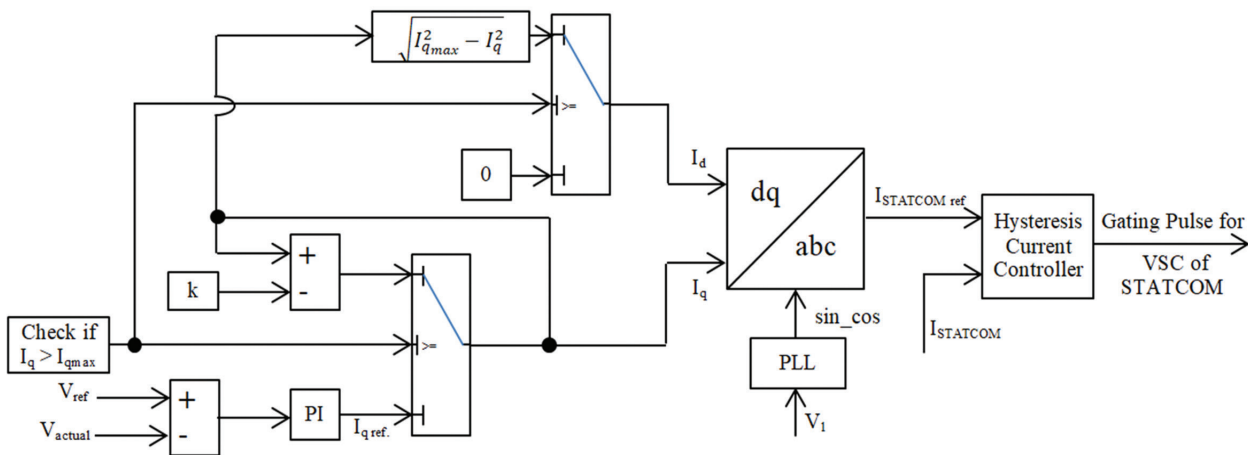 √I²qmax − I²q
>=
0
Id
dq
abc
ISTATCOM ref
Hysteresis
Current
Controller
Gating Pulse for
VSC of
STATCOM
+
-
k
Iq
sin_cos
ISTATCOM
Check if
Iq > Iqmax
>=
PLL
Vref
+
Vactual
-
PI
Iq ref.
V1